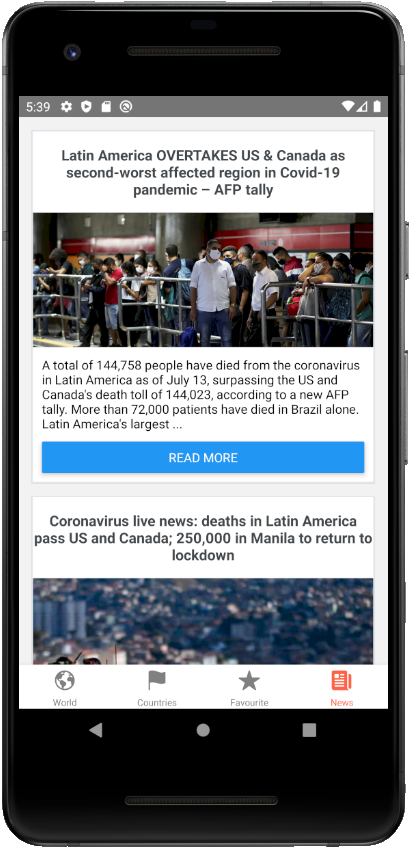 5:39
Latin America OVERTAKES US & Canada as
second-worst affected region in Covid-19
pandemic – AFP tally
A total of 144,758 people have died from the coronavirus
in Latin America as of July 13, surpassing the US and
Canada's death toll of 144,023, according to a new AFP
tally. More than 72,000 patients have died in Brazil alone.
Latin America's largest ...
READ MORE
Coronavirus live news: deaths in Latin America
pass US and Canada; 250,000 in Manila to return to
lockdown
World Countries Favourite News